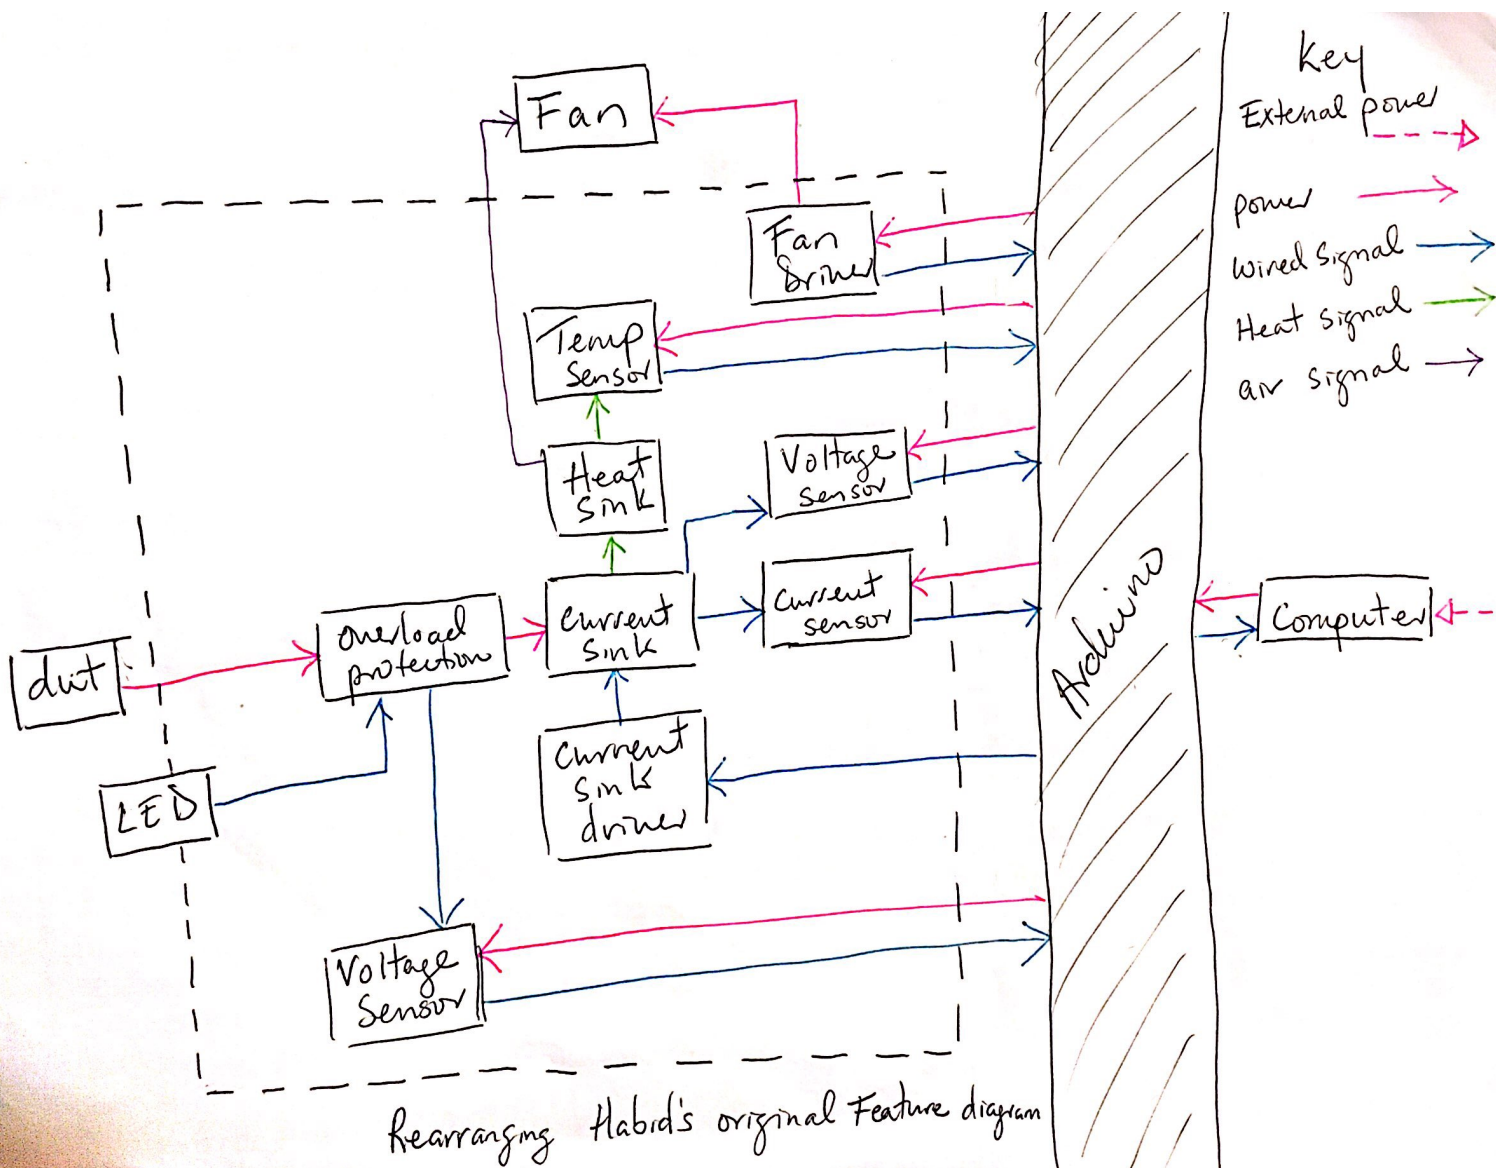 Key
External power
power
Wired Signal
Heat Signal
air signal
Fan
Fan
Driver
Temp
Sensor
Heat
Sink
Voltage
sensor
Current
sensor
Current
Sink
overload
protection
dut
LED
Current
Sink
driver
Voltage
Sensor
Arduino
Computer
Rearranging Habid's original Feature diagram